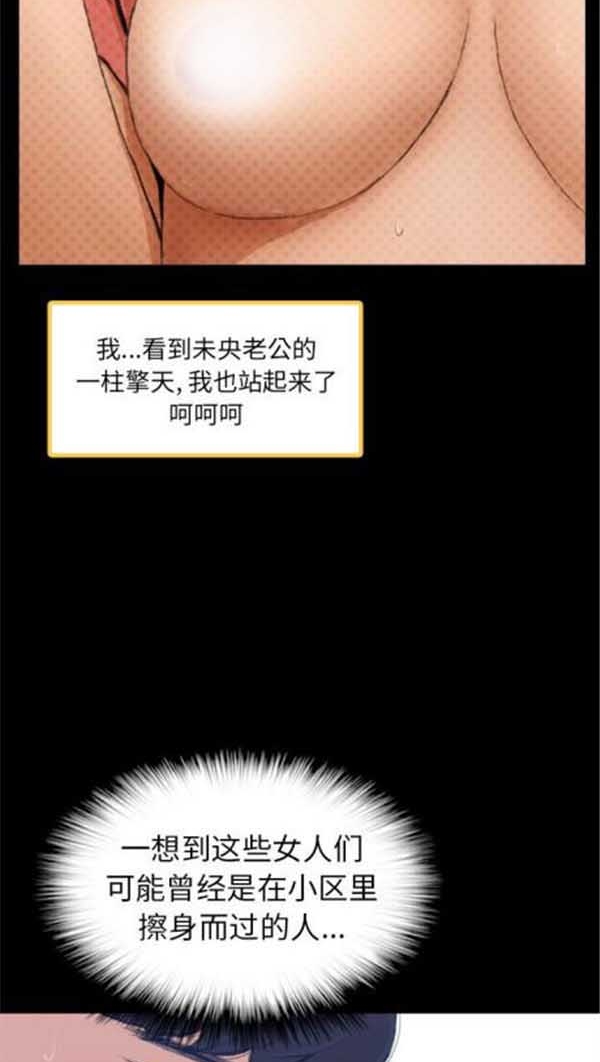 我...看到未央老公的
一柱擎天, 我也站起来了
呵呵呵
一想到这些女人们
可能曾经是在小区里
擦身而过的人...